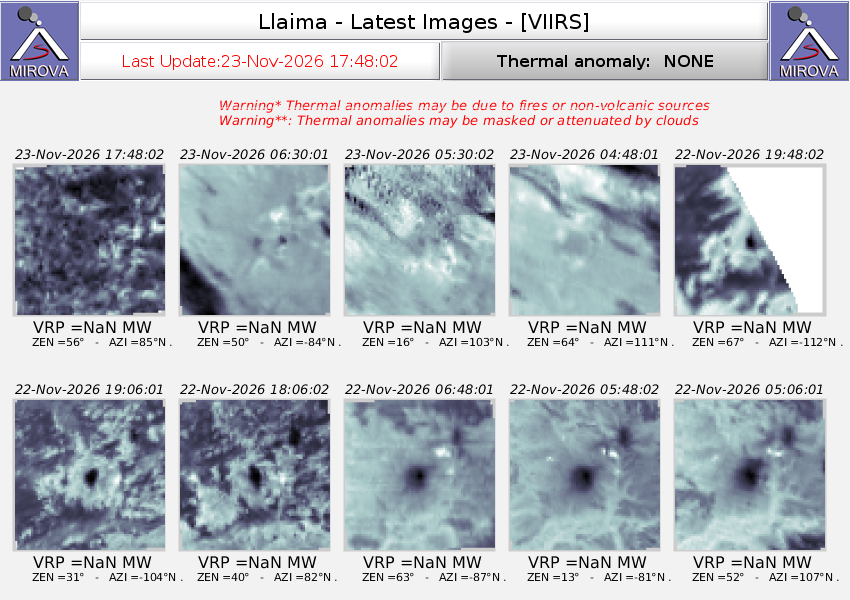 Llaima - Latest Images - [VIIRS]
MIROVA
Last Update:23-Nov-2026 17:48:02
Thermal anomaly: NONE
MIROVA
Warning* Thermal anomalies may be due to fires or non-volcanic sources
Warning**: Thermal anomalies may be masked or attenuated by clouds
23-Nov-2026 17:48:02
23-Nov-2026 06:30:01
23-Nov-2026 05:30:02
23-Nov-2026 04:48:01
22-Nov-2026 19:48:02
VRP =NaN MW
VRP =NaN MW
VRP =NaN MW
VRP =NaN MW
VRP =NaN MW
ZEN =56° - AZI =85°N .
ZEN =50° - AZI =-84°N .
ZEN =16° - AZI =103°N .
ZEN =64° - AZI =111°N .
ZEN =67° - AZI =-112°N .
22-Nov-2026 19:06:01
22-Nov-2026 18:06:02
22-Nov-2026 06:48:01
22-Nov-2026 05:48:02
22-Nov-2026 05:06:01
VRP =NaN MW
VRP =NaN MW
VRP =NaN MW
VRP =NaN MW
VRP =NaN MW
ZEN =31° - AZI =-104°N .
ZEN =40° - AZI =82°N .
ZEN =63° - AZI =-87°N .
ZEN =13° - AZI =-81°N .
ZEN =52° - AZI =107°N .